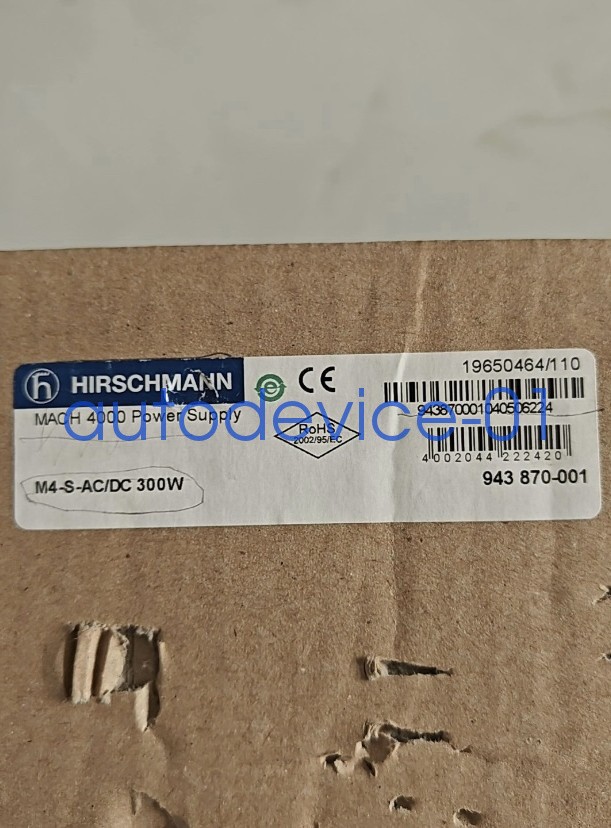 HIRSCHMANN
CE
19650464/110
MACH 4000 Power Supply
943870001040506224
autodevice-01
RoHS
2002/95/EC
4 002044 222420
M4-S-AC/DC 300W
943 870-001